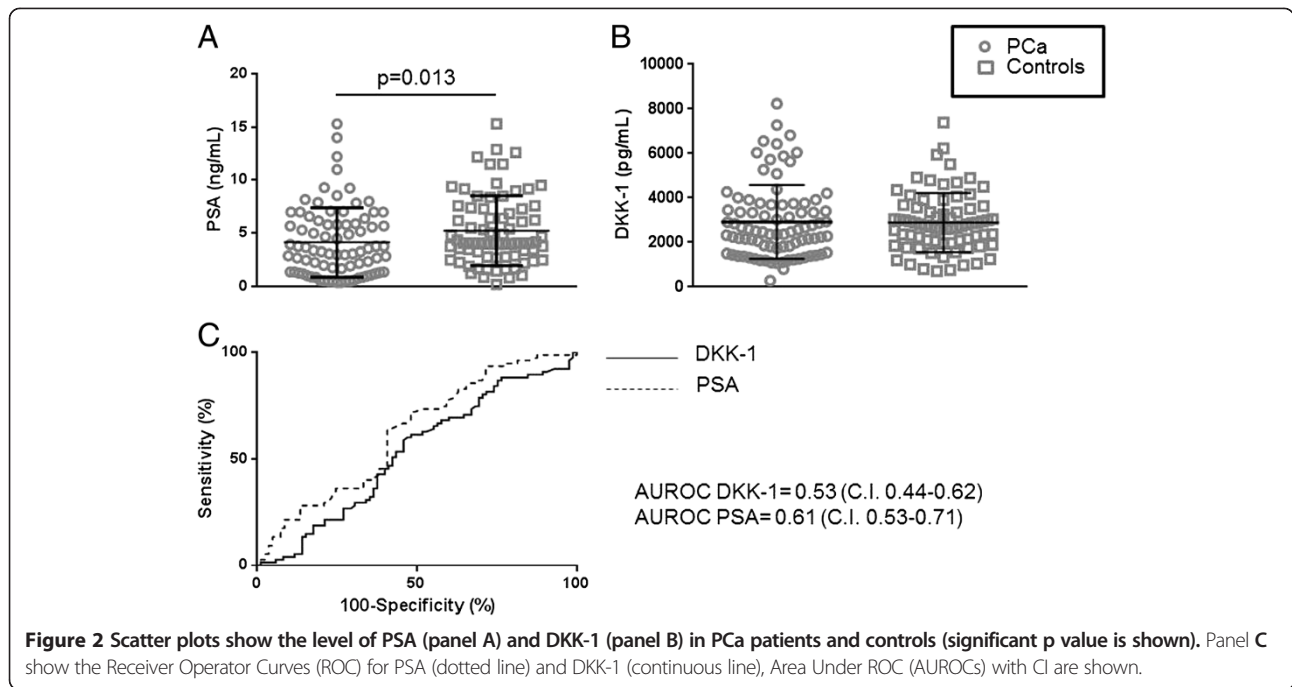 A
PSA (ng/mL)
20
15
10
5
0
p=0.013
B
DKK-1 (pg/mL)
10000
8000
6000
4000
2000
0
PCa
Controls
C
Sensitivity (%)
100
50
0
0
50
100
100-Specificity (%)
DKK-1
PSA
AUROC DKK-1= 0.53 (C.I. 0.44-0.62)
AUROC PSA= 0.61 (C.I. 0.53-0.71)
Figure 2 Scatter plots show the level of PSA (panel A) and DKK-1 (panel B) in PCa patients and controls (significant p value is shown). Panel C
show the Receiver Operator Curves (ROC) for PSA (dotted line) and DKK-1 (continuous line), Area Under ROC (AUROCs) with CI are shown.